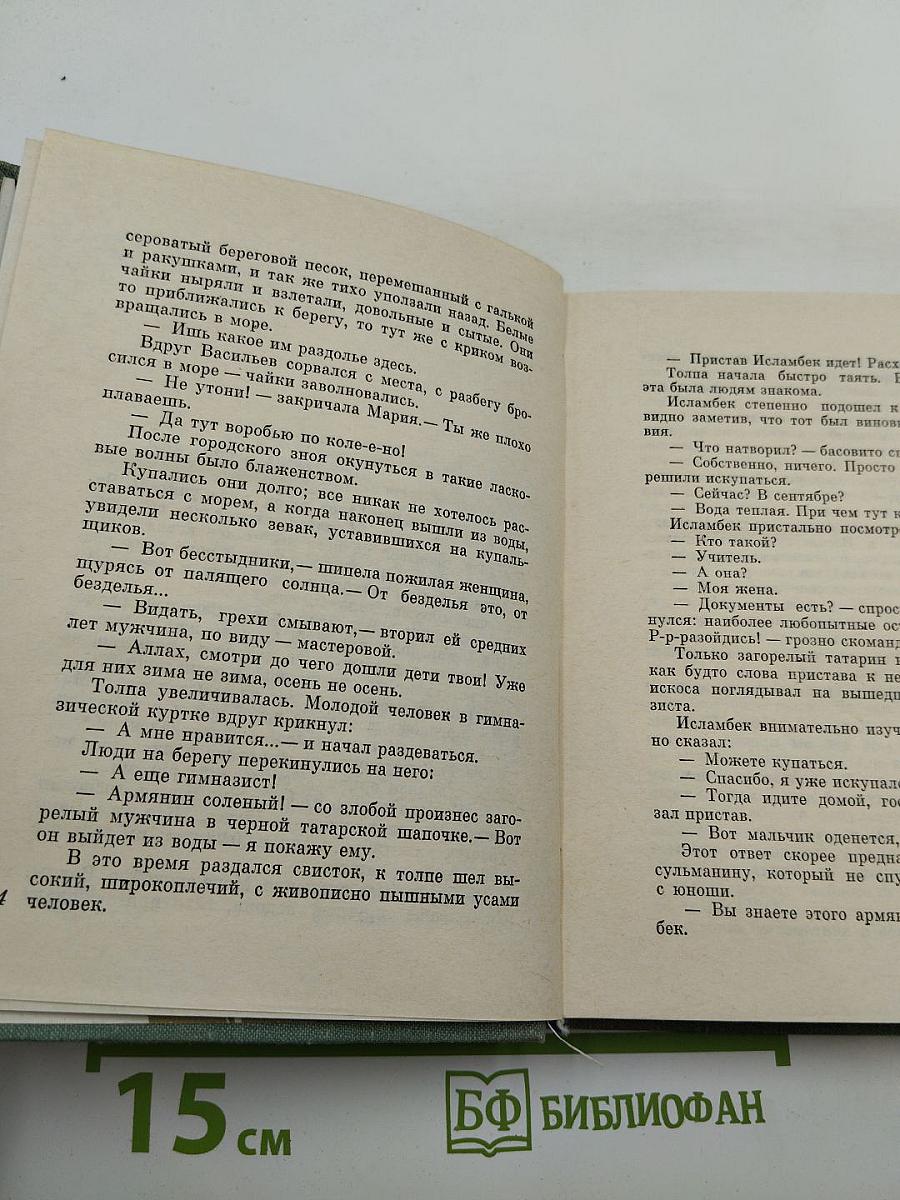 сероватый береговой песок, перемешанный с галькой
и ракушками, и так же тихо уползали назад. Белые
чайки ныряли и взлетали, довольные и сытые. Они
то приближались к берегу, то тут же с криком воз-
вращались в море.
— Ишь какое им раздолье здесь.
Вдруг Васильев сорвался с места, с разбегу бро-
сился в море — чайки заволновались.
— Не утони! — закричала Мария.— Ты же плохо
плаваешь.
— Да тут воробью по коле-е-но!
После городского зноя окунуться в такие ласко-
вые волны было блаженством.
Купались они долго; все никак не хотелось рас-
ставаться с морем, а когда наконец вышли из воды,
увидели несколько зевак, уставившихся на купаль-
щиков.
— Вот бесстыдники,— шипела пожилая женщина,
щурясь от палящего солнца.— От безделья это, от
безделья...
— Видать, грехи смывают,— вторил ей средних
лет мужчина, по виду — мастеровой.
— Аллах, смотри до чего дошли дети твои! Уже
для них зима не зима, осень не осень.
Толпа увеличивалась. Молодой человек в гимна-
зической куртке вдруг крикнул:
— А мне нравится...— и начал раздеваться.
Люди на берегу перекинулись на него:
— А еще гимназист!
— Армянин соленый! — со злобой произнес заго-
релый мужчина в черной татарской шапочке.— Вот
он выйдет из воды — я покажу ему.
В это время раздался свисток, к толпе шел вы-
сокий, широкоплечий, с живописно пышными усами
человек.
4
— Пристав Исламбек идет!
Толпа начала быстро таять.
эта была людям знакома.
Исламбек степенно подошел к
видно заметив, что тот был
вия.
— Что натворил? — басовито
— Собственно, ничего. Просто
решили искупаться.
— Сейчас? В сентябре?
— Вода теплая. При чем тут
Исламбек пристально
— Кто такой?
— Учитель.
— А она?
— Моя жена.
— Документы есть? —
нулся: наиболее любопытные
Р-р-разойдись! — грозно
Только загорелый татарин
как будто слова пристава к
искоса поглядывал на
зиста.
Исламбек внимательно
но сказал:
— Можете купаться.
— Спасибо, я уже
— Тогда идите домой,
зал пристав.
— Вот мальчик оденется,
Этот ответ скорее
сульманину, который не
с юноши.
— Вы знаете этого
бек.
15 см
БФ БИБЛИОФАН